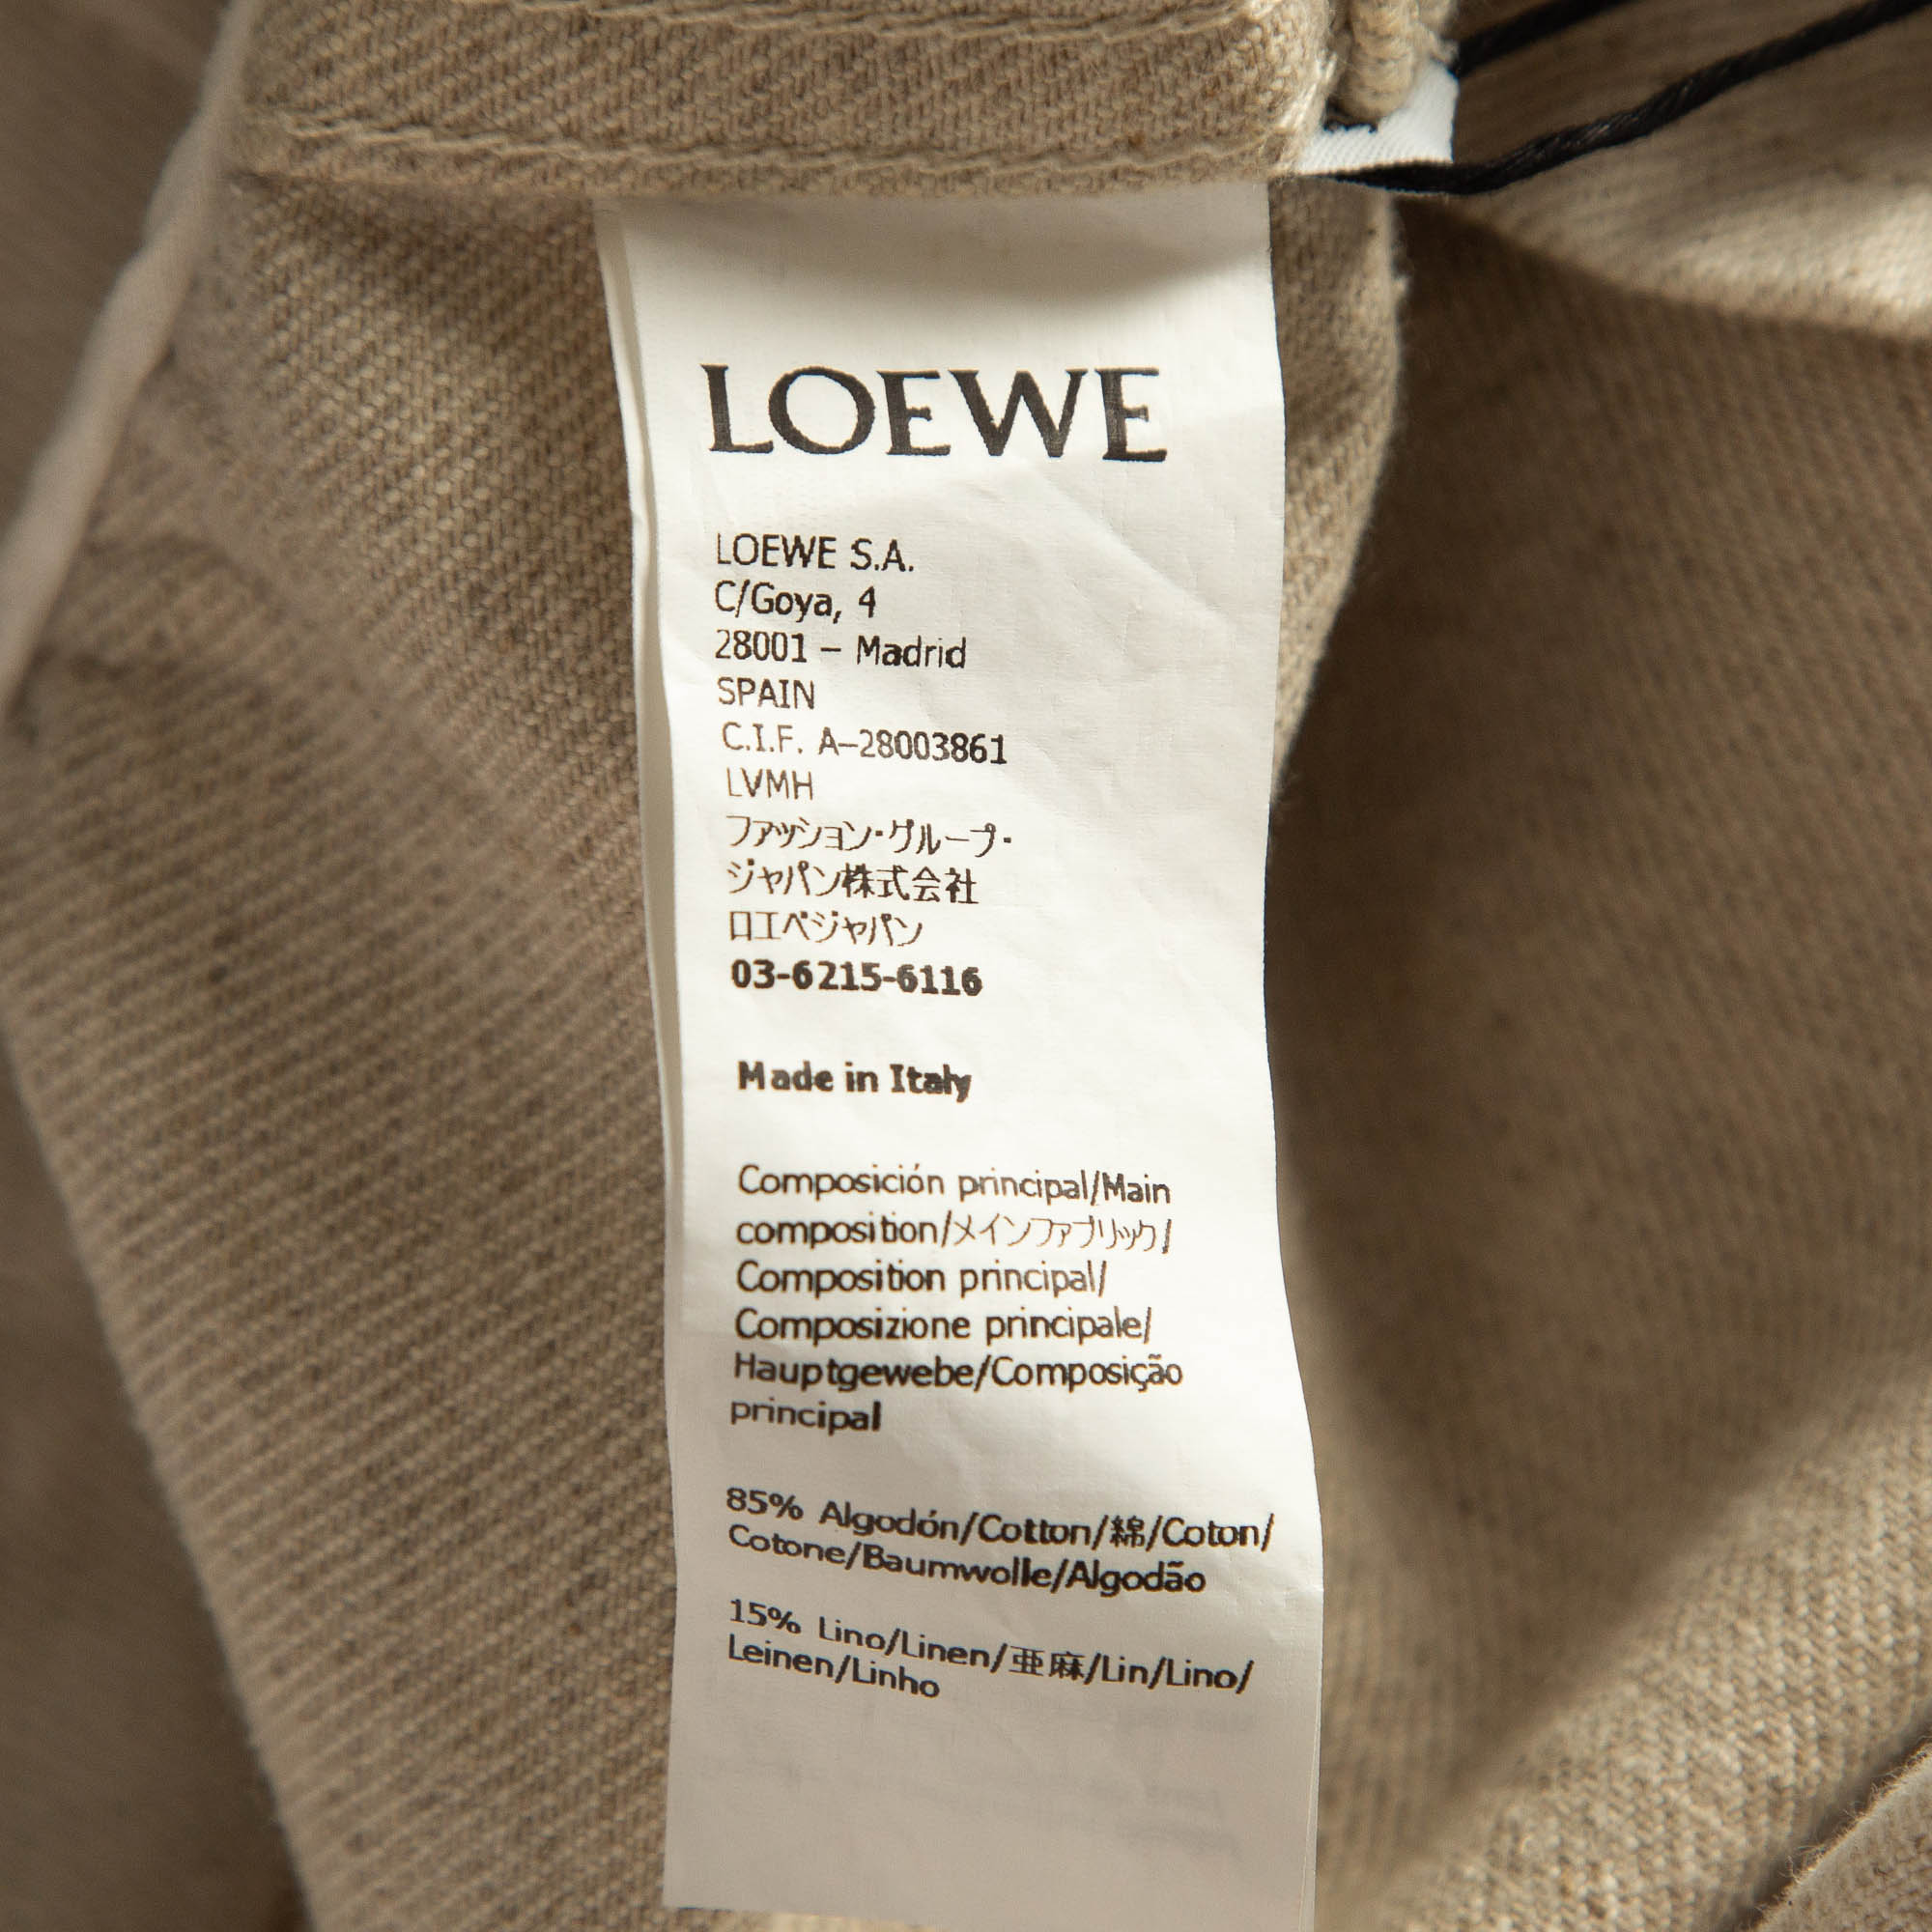 LOEWE
LOEWE S.A.
C/Goya, 4
28001 – Madrid
SPAIN
C.I.F. A–28003861
LVMH
ファッション・グループ・
ジャパン株式会社
ロエベジャパン
03-6215-6116
Made in Italy
Composición principal/Main
composition/メインファブリック/
Composition principal/
Composizione principale/
Hauptgewebe/Composição
principal
85% Algodón/Cotton/綿/Coton/
Cotone/Baumwolle/Algodão
15% Lino/Linen/亜麻/Lin/Lino/
Leinen/Linho